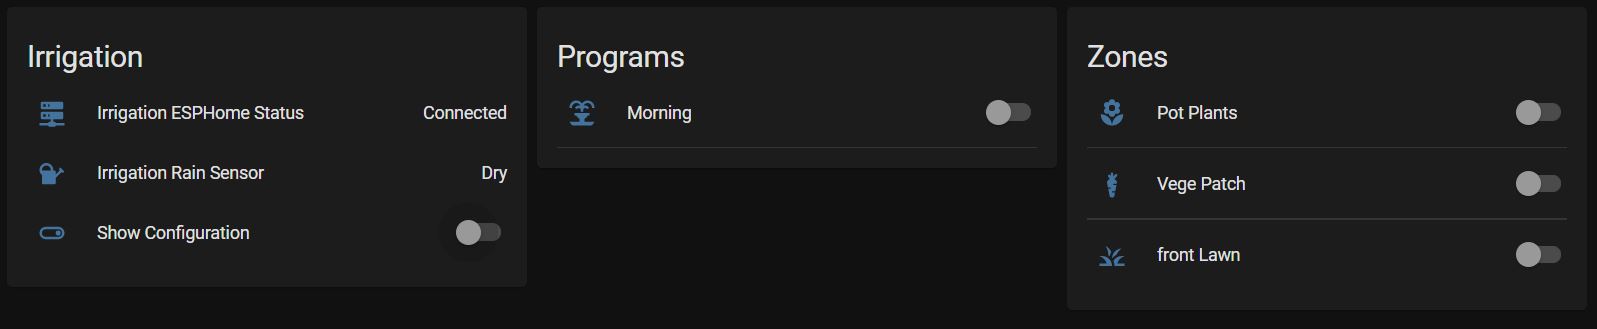 Irrigation
Irrigation ESPHome Status Connected
Irrigation Rain Sensor Dry
Show Configuration
Programs
Morning
Zones
Pot Plants
Vege Patch
front Lawn